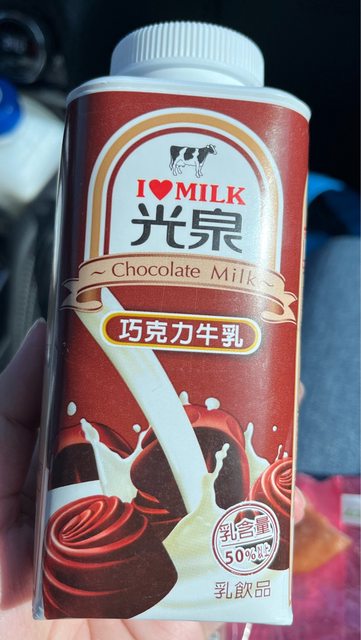 I❤MILK
光泉
~ Chocolate Milk ~
巧克力牛乳
乳含量
50%以上
乳飲品